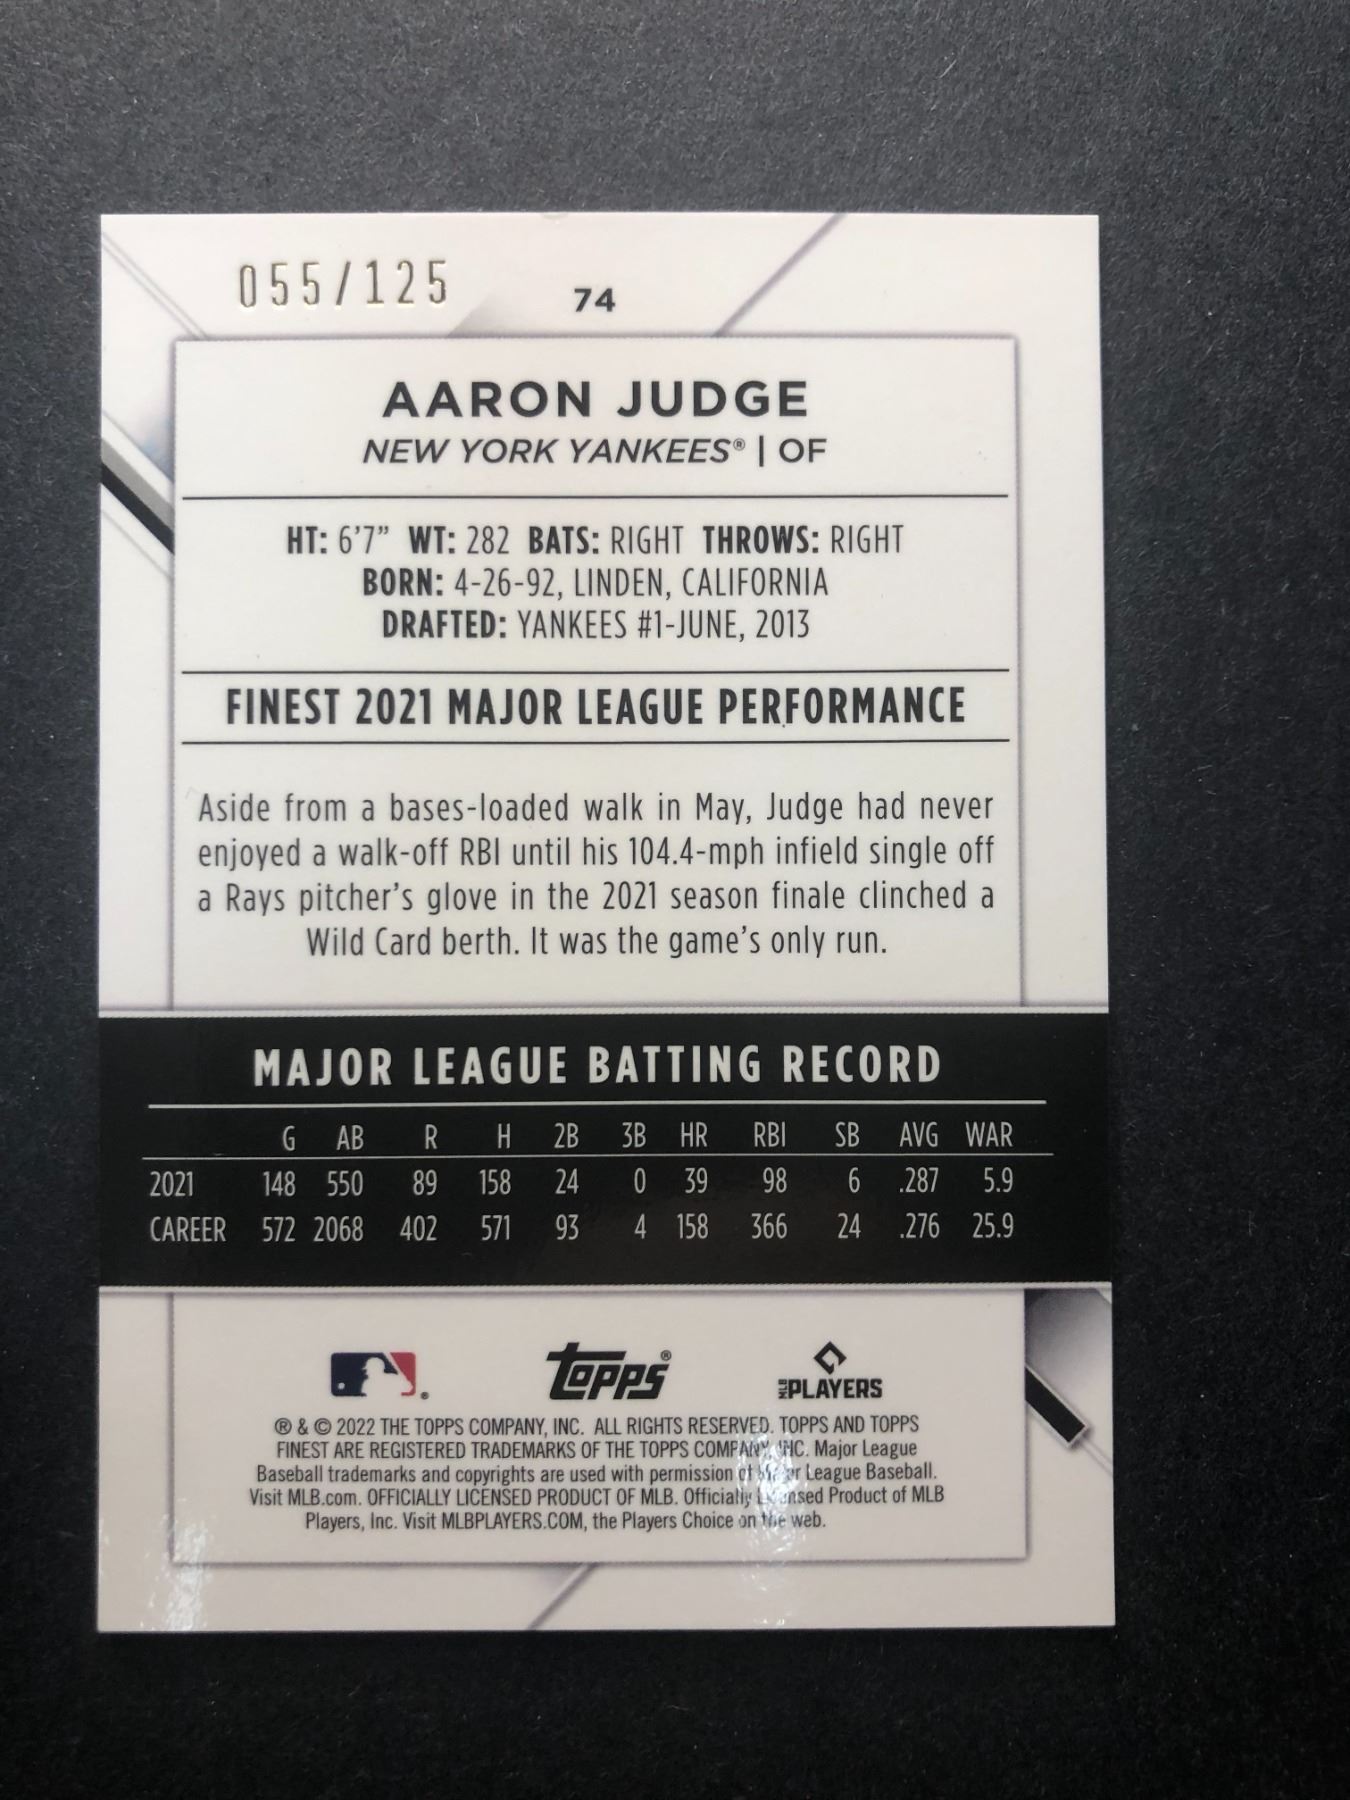 055/125 74
AARON JUDGE
NEW YORK YANKEES® | OF
HT: 6'7" WT: 282 BATS: RIGHT THROWS: RIGHT
BORN: 4-26-92, LINDEN, CALIFORNIA
DRAFTED: YANKEES #1-JUNE, 2013
FINEST 2021 MAJOR LEAGUE PERFORMANCE
Aside from a bases-loaded walk in May, Judge had never
enjoyed a walk-off RBI until his 104.4-mph infield single off
a Rays pitcher's glove in the 2021 season finale clinched a
Wild Card berth. It was the game's only run.
MAJOR LEAGUE BATTING RECORD
G AB R H 2B 3B HR RBI SB AVG WAR
2021 148 550 89 158 24 0 39 98 6 .287 5.9
CAREER 572 2068 402 571 93 4 158 366 24 .276 25.9
TOPPS® MLB PLAYERS
® & © 2022 THE TOPPS COMPANY, INC. ALL RIGHTS RESERVED. TOPPS AND TOPPS
FINEST ARE REGISTERED TRADEMARKS OF THE TOPPS COMPANY, INC. Major League
Baseball trademarks and copyrights are used with permission of Major League Baseball.
Visit MLB.com. OFFICIALLY LICENSED PRODUCT OF MLB. Officially Licensed Product of MLB
Players, Inc. Visit MLBPLAYERS.COM, the Players Choice on the web.